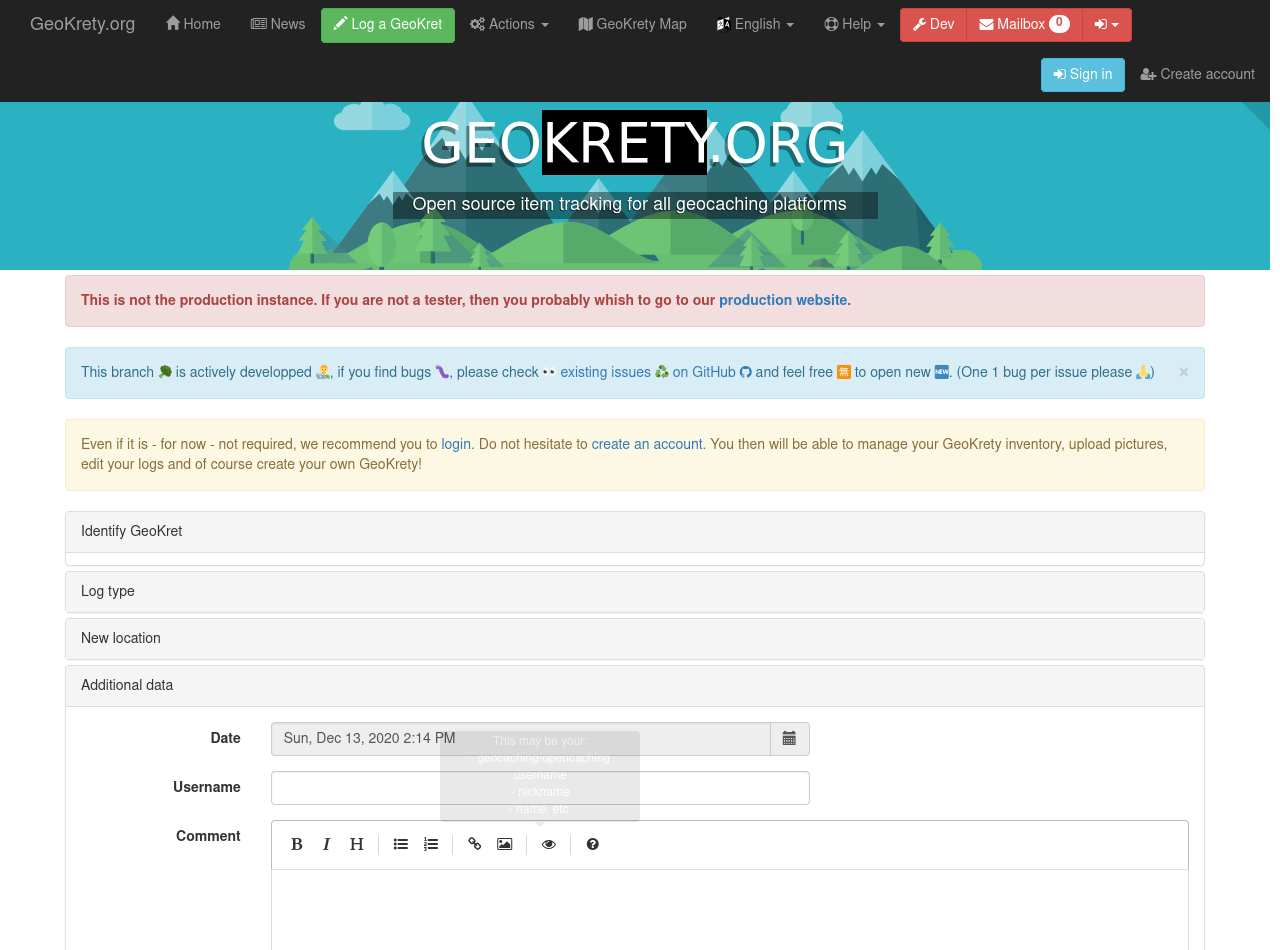 GeoKrety.org Home News Log a GeoKret Actions GeoKrety Map English Help Dev Mailbox 0
Sign in Create account
GEOKRETY.ORG
Open source item tracking for all geocaching platforms
This is not the production instance. If you are not a tester, then you probably whish to go to our production website.
This branch 🌳 is actively developped 👨‍💻, if you find bugs 🐛, please check 👀 existing issues ♻ on GitHub and feel free 🈚 to open new 🆕. (One 1 bug per issue please 🙏) ×
Even if it is - for now - not required, we recommend you to login. Do not hesitate to create an account. You then will be able to manage your GeoKrety inventory, upload pictures,
edit your logs and of course create your own GeoKrety!
Identify GeoKret
Log type
New location
Additional data
Date Sun, Dec 13, 2020 2:14 PM
This may be your:
- geocaching/opencaching
username
- nickname
- name, etc.
Username
Comment B I H